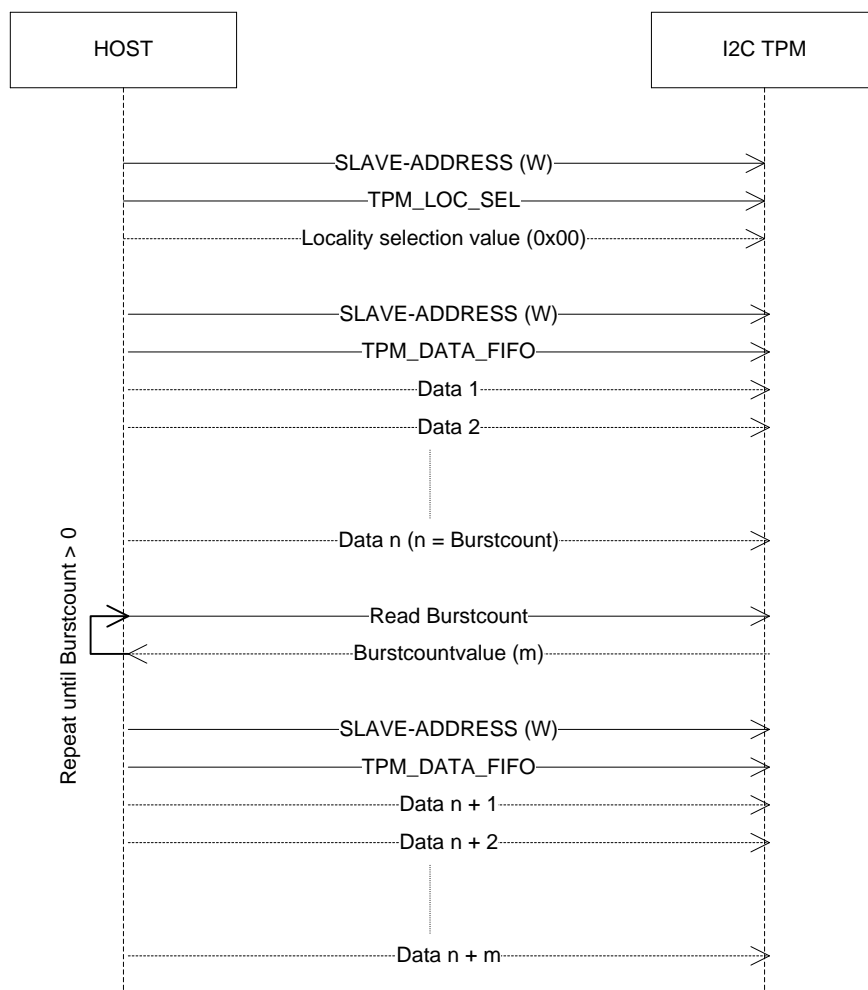 HOST
I2C TPM
SLAVE-ADDRESS (W)
TPM_LOC_SEL
Locality selection value (0x00)
SLAVE-ADDRESS (W)
TPM_DATA_FIFO
Data 1
Data 2
Data n (n = Burstcount)
Repeat until Burstcount > 0
Read Burstcount
Burstcountvalue (m)
SLAVE-ADDRESS (W)
TPM_DATA_FIFO
Data n + 1
Data n + 2
Data n + m